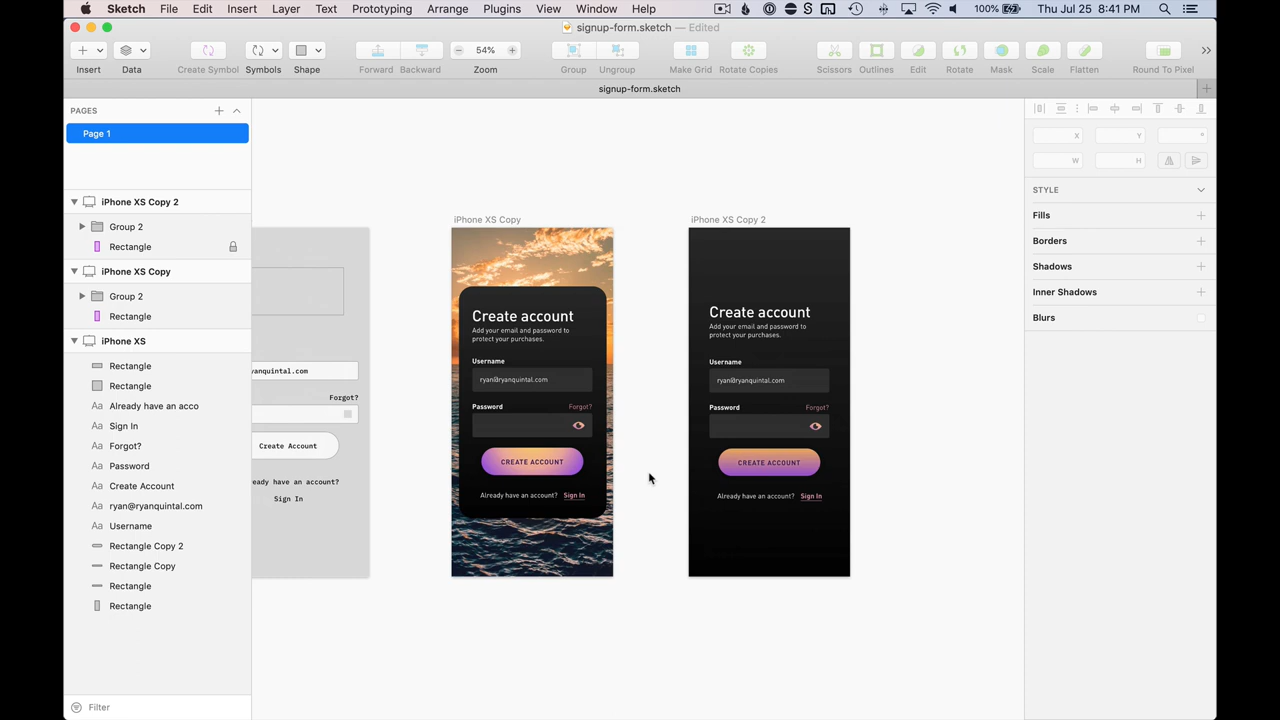 Sketch File Edit Insert Layer Text Prototyping Arrange Plugins View Window Help 100% Thu Jul 25 8:41 PM
signup-form.sketch — Edited
54%
Insert Data Create Symbol Symbols Shape Forward Backward Zoom Group Ungroup Make Grid Rotate Copies Scissors Outlines Edit Rotate Mask Scale Flatten Round To Pixel
signup-form.sketch
PAGES
Page 1
iPhone XS Copy 2
Group 2
Rectangle
iPhone XS Copy
Group 2
Rectangle
iPhone XS
Rectangle
Rectangle
Already have an acco
Sign In
Forgot?
Password
Create Account
ryan@ryanquintal.com
Username
Rectangle Copy 2
Rectangle Copy
Rectangle
Rectangle
Filter
yanquintal.com
Forgot?
Create Account
eady have an account?
Sign In
iPhone XS Copy
Create account
Add your email and password to
protect your purchases.
Username
ryan@ryanquintal.com
Password Forgot?
CREATE ACCOUNT
Already have an account? Sign In
iPhone XS Copy 2
Create account
Add your email and password to
protect your purchases.
Username
ryan@ryanquintal.com
Password Forgot?
CREATE ACCOUNT
Already have an account? Sign In
X Y °
W H
STYLE
Fills
Borders
Shadows
Inner Shadows
Blurs